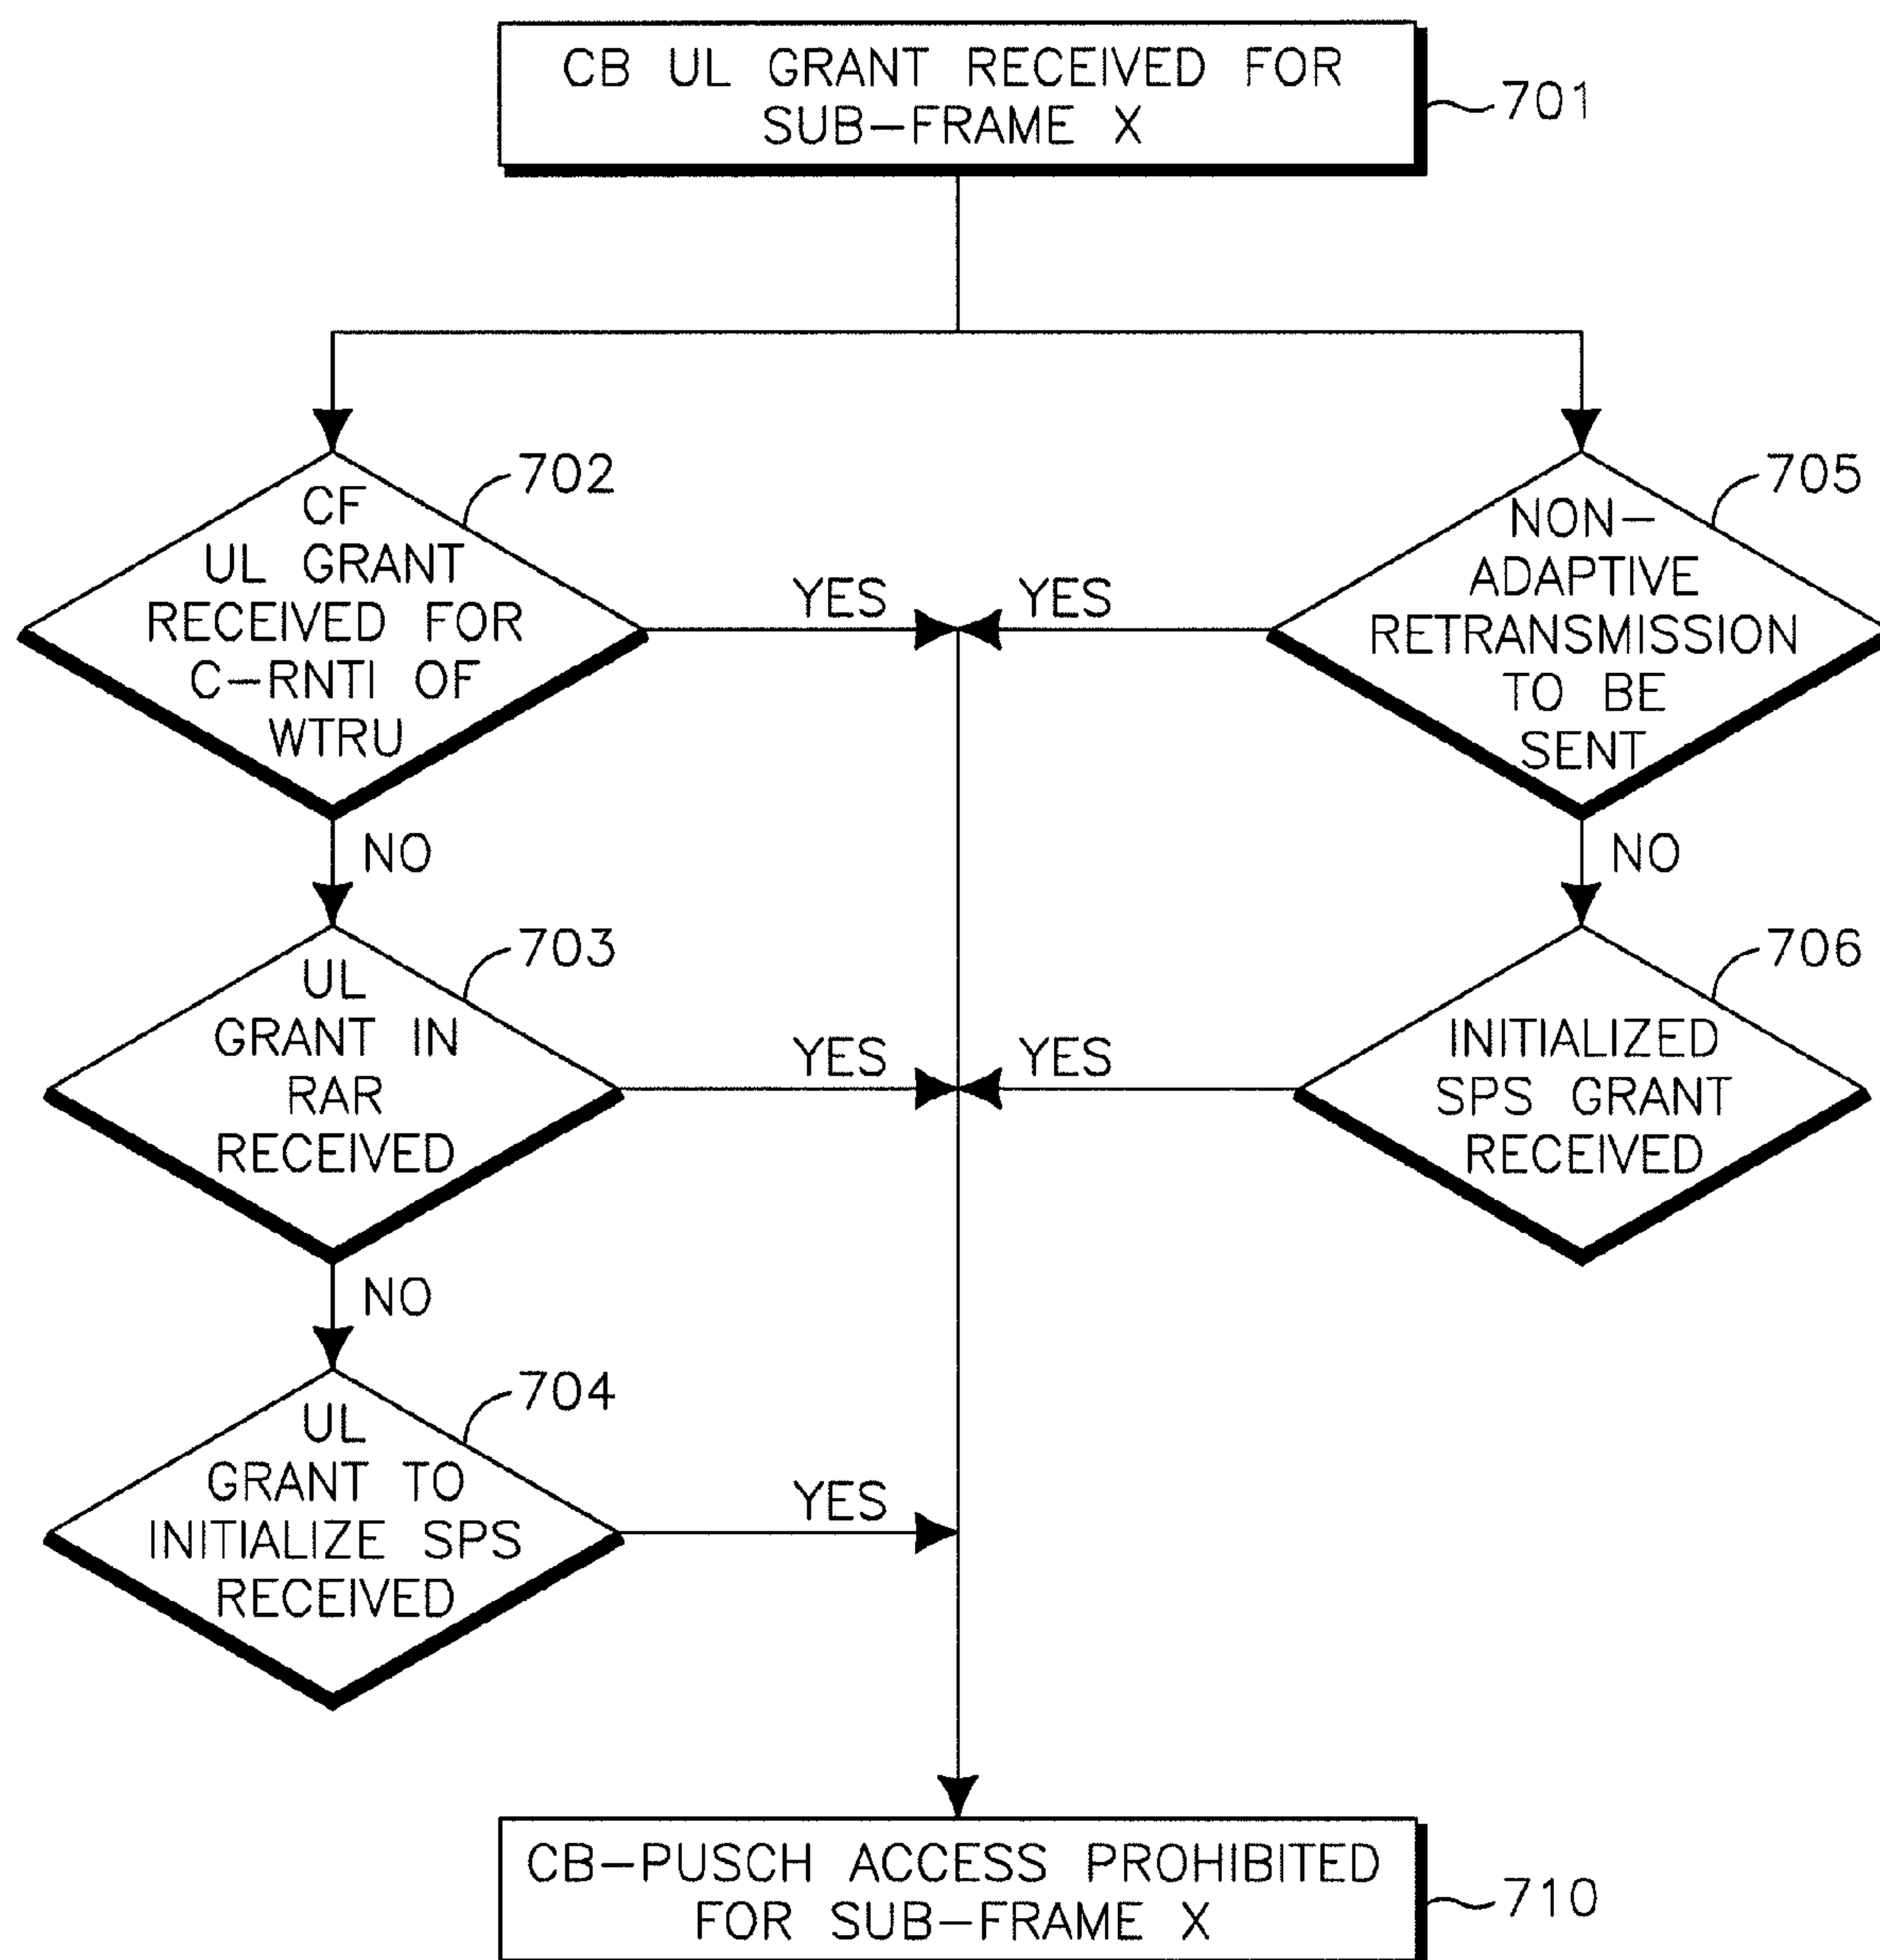 CB UL GRANT RECEIVED FOR
SUB-FRAME X
701
CF
UL GRANT
RECEIVED FOR
C-RNTI OF
WTRU
702
YES
NO
NON-
ADAPTIVE
RETRANSMISSION
TO BE
SENT
705
YES
NO
UL
GRANT IN
RAR
RECEIVED
703
YES
NO
INITIALIZED
SPS GRANT
RECEIVED
706
YES
UL
GRANT TO
INITIALIZE SPS
RECEIVED
704
YES
CB-PUSCH ACCESS PROHIBITED
FOR SUB-FRAME X
710